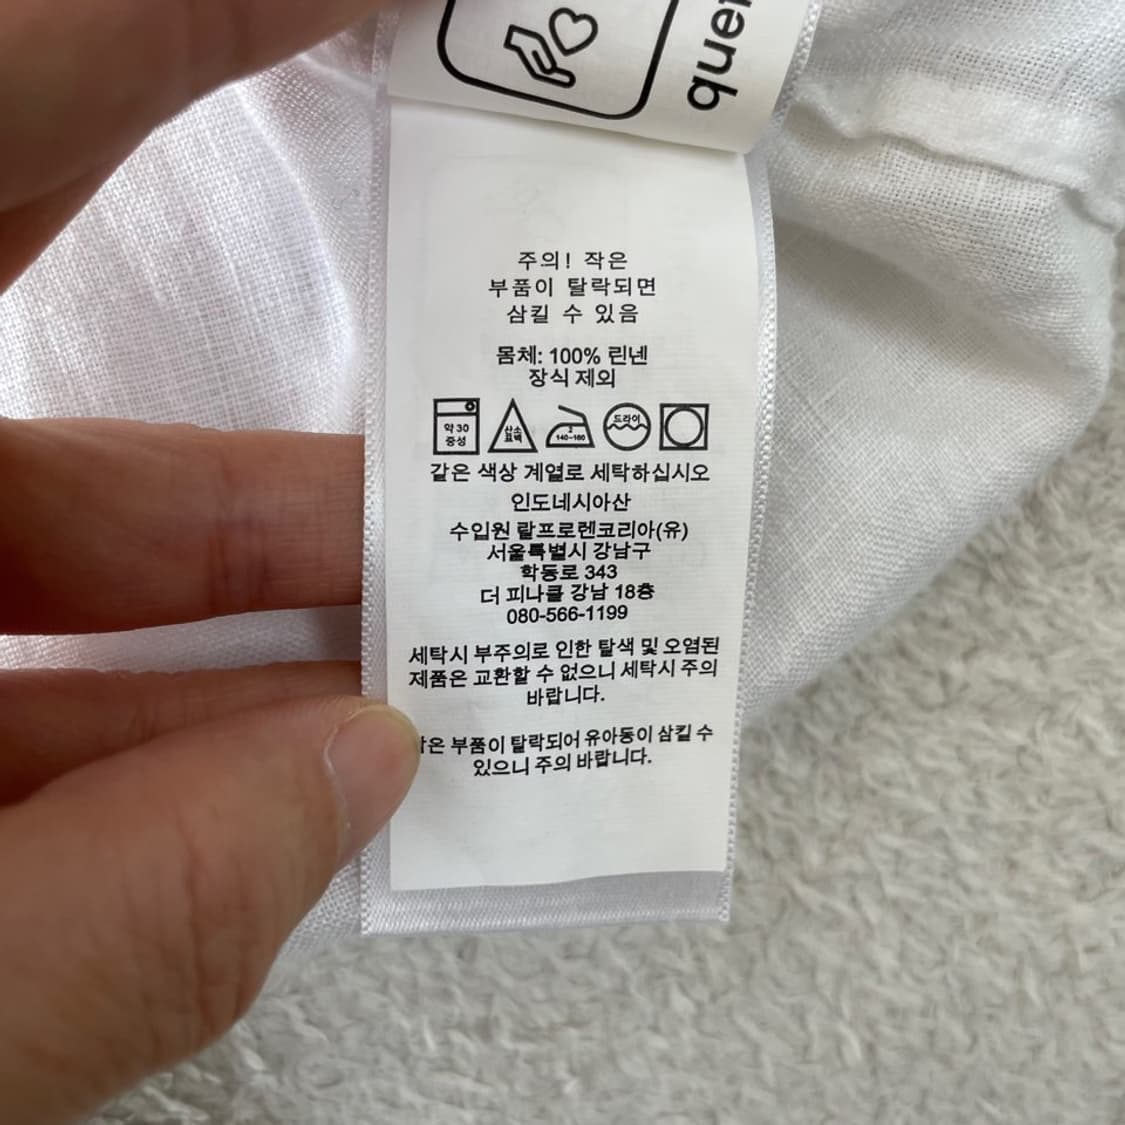 주의! 작은
부품이 탈락되면
삼킬 수 있음
몸체: 100% 린넨
장식 제외
약 30
중성
산소
표백
2
140~160
드라이
같은 색상 계열로 세탁하십시오
인도네시아산
수입원 랄프로렌코리아(유)
서울특별시 강남구
학동로 343
더 피나클 강남 18층
080-566-1199
세탁시 부주의로 인한 탈색 및 오염된
제품은 교환할 수 없으니 세탁시 주의
바랍니다.
부품이 탈락되어 유아동이 삼킬 수
있으니 주의 바랍니다.